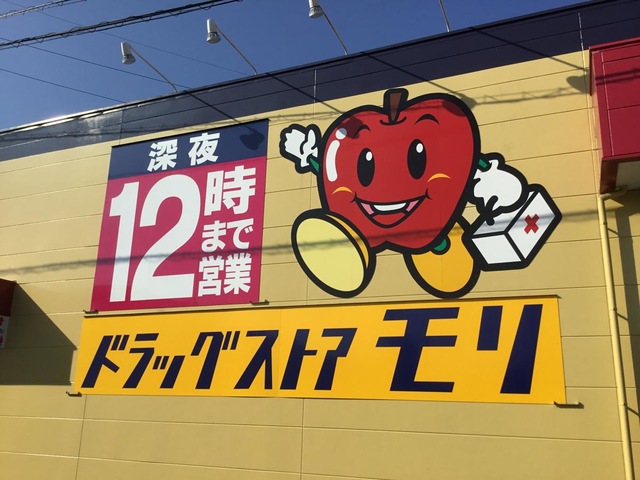 深夜
12時
まで
営業
ドラッグストア モリ